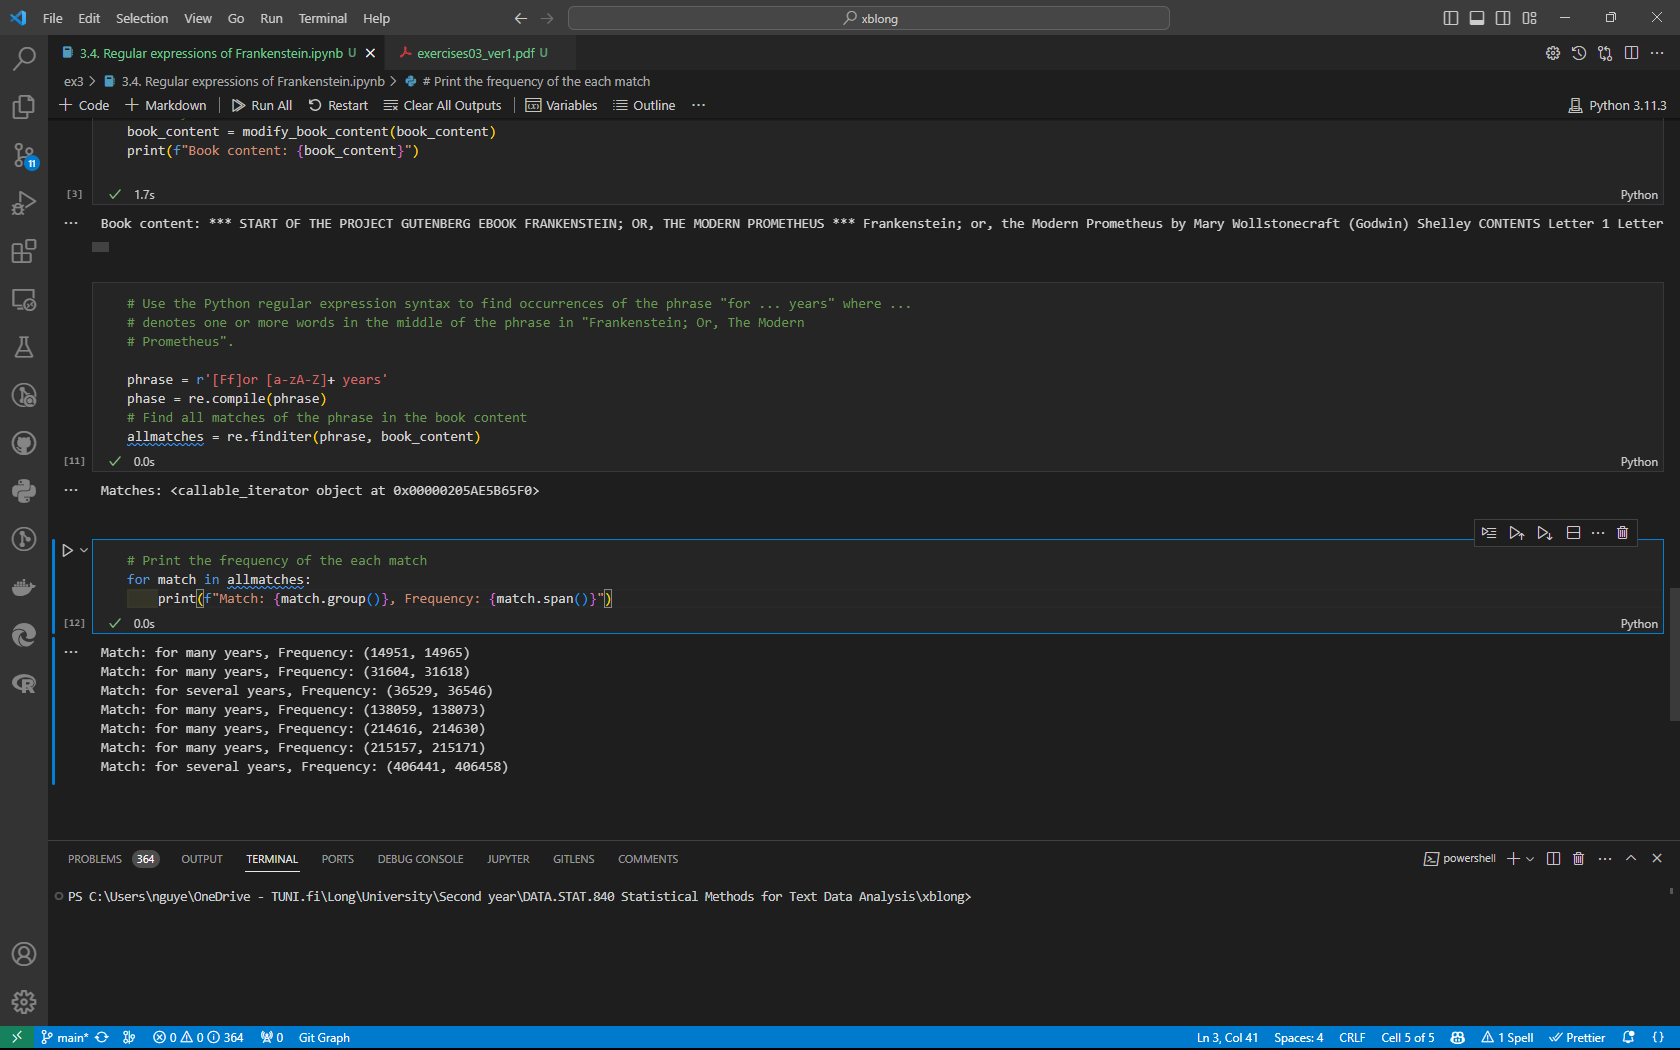 File Edit Selection View Go Run Terminal Help
xblong
3.4. Regular expressions of Frankenstein.ipynb U
exercises03_ver1.pdf U
ex3 > 3.4. Regular expressions of Frankenstein.ipynb > # Print the frequency of the each match
+ Code + Markdown | Run All Restart Clear All Outputs | Variables Outline ...
Python 3.11.3
book_content = modify_book_content(book_content)
print(f"Book content: {book_content}")
[3] 1.7s Python
Book content: *** START OF THE PROJECT GUTENBERG EBOOK FRANKENSTEIN; OR, THE MODERN PROMETHEUS *** Frankenstein; or, the Modern Prometheus by Mary Wollstonecraft (Godwin) Shelley CONTENTS Letter 1 Letter
# Use the Python regular expression syntax to find occurrences of the phrase "for ... years" where ...
# denotes one or more words in the middle of the phrase in "Frankenstein; Or, The Modern
# Prometheus".
phrase = r'[Ff]or [a-zA-Z]+ years'
phase = re.compile(phrase)
# Find all matches of the phrase in the book content
allmatches = re.finditer(phrase, book_content)
[11] 0.0s Python
Matches: <callable_iterator object at 0x00000205AE5B65F0>
# Print the frequency of the each match
for match in allmatches:
print(f"Match: {match.group()}, Frequency: {match.span()}")
[12] 0.0s Python
Match: for many years, Frequency: (14951, 14965)
Match: for many years, Frequency: (31604, 31618)
Match: for several years, Frequency: (36529, 36546)
Match: for many years, Frequency: (138059, 138073)
Match: for many years, Frequency: (214616, 214630)
Match: for many years, Frequency: (215157, 215171)
Match: for several years, Frequency: (406441, 406458)
PROBLEMS 364 OUTPUT TERMINAL PORTS DEBUG CONSOLE JUPYTER GITLENS COMMENTS
powershell
PS C:\Users\nguye\OneDrive - TUNI.fi\Long\University\Second year\DATA.STAT.840 Statistical Methods for Text Data Analysis\xblong>
11
main* 0 0 364 0 Git Graph
Ln 3, Col 41 Spaces: 4 CRLF Cell 5 of 5 1 Spell Prettier {}